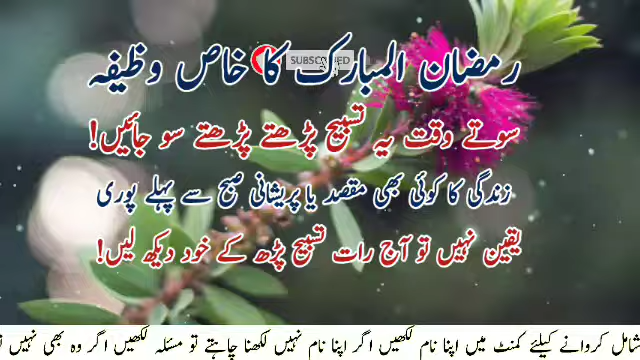 رمضان المبارک کا خاص وظیفہ
SUBSCRIBED
سوتے وقت یہ تسبیح پڑھتے پڑھتے سو جائیں!
زندگی کا کوئی بھی مقصد یا پریشانی صبح سے پہلے پوری
یقین نہیں تو آج رات تسبیح پڑھ کے خود دیکھ لیں!
شامل کروانے کیلئے کمنٹ میں اپنا نام لکھیں اگر اپنا نام نہیں لکھنا چاہتے تو مسئلہ لکھیں اگر وہ بھی نہیں